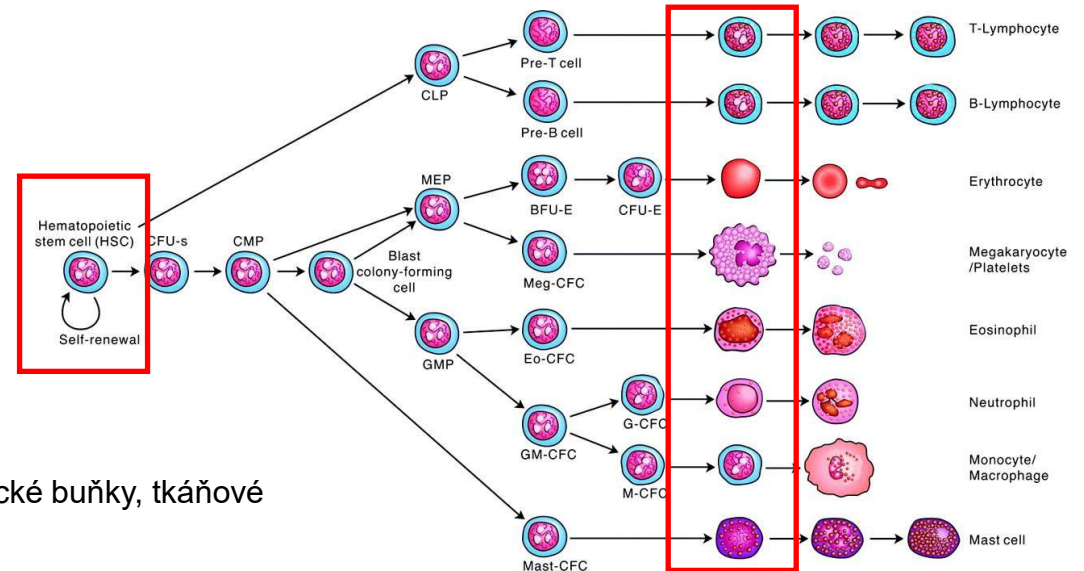 T-Lymphocyte
Pre-T cell
CLP
B-Lymphocyte
Pre-B cell
MEP
BFU-E
CFU-E
Erythrocyte
Hematopoietic
stem cell (HSC)
CFU-s
CMP
Blast
colony-forming
cell
Megakaryocyte
/Platelets
Meg-CFC
Self-renewal
GMP
Eo-CFC
Eosinophil
G-CFC
Neutrophil
GM-CFC
Monocyte/
Macrophage
M-CFC
cké buňky, tkáňové
Mast cell
Mast-CFC